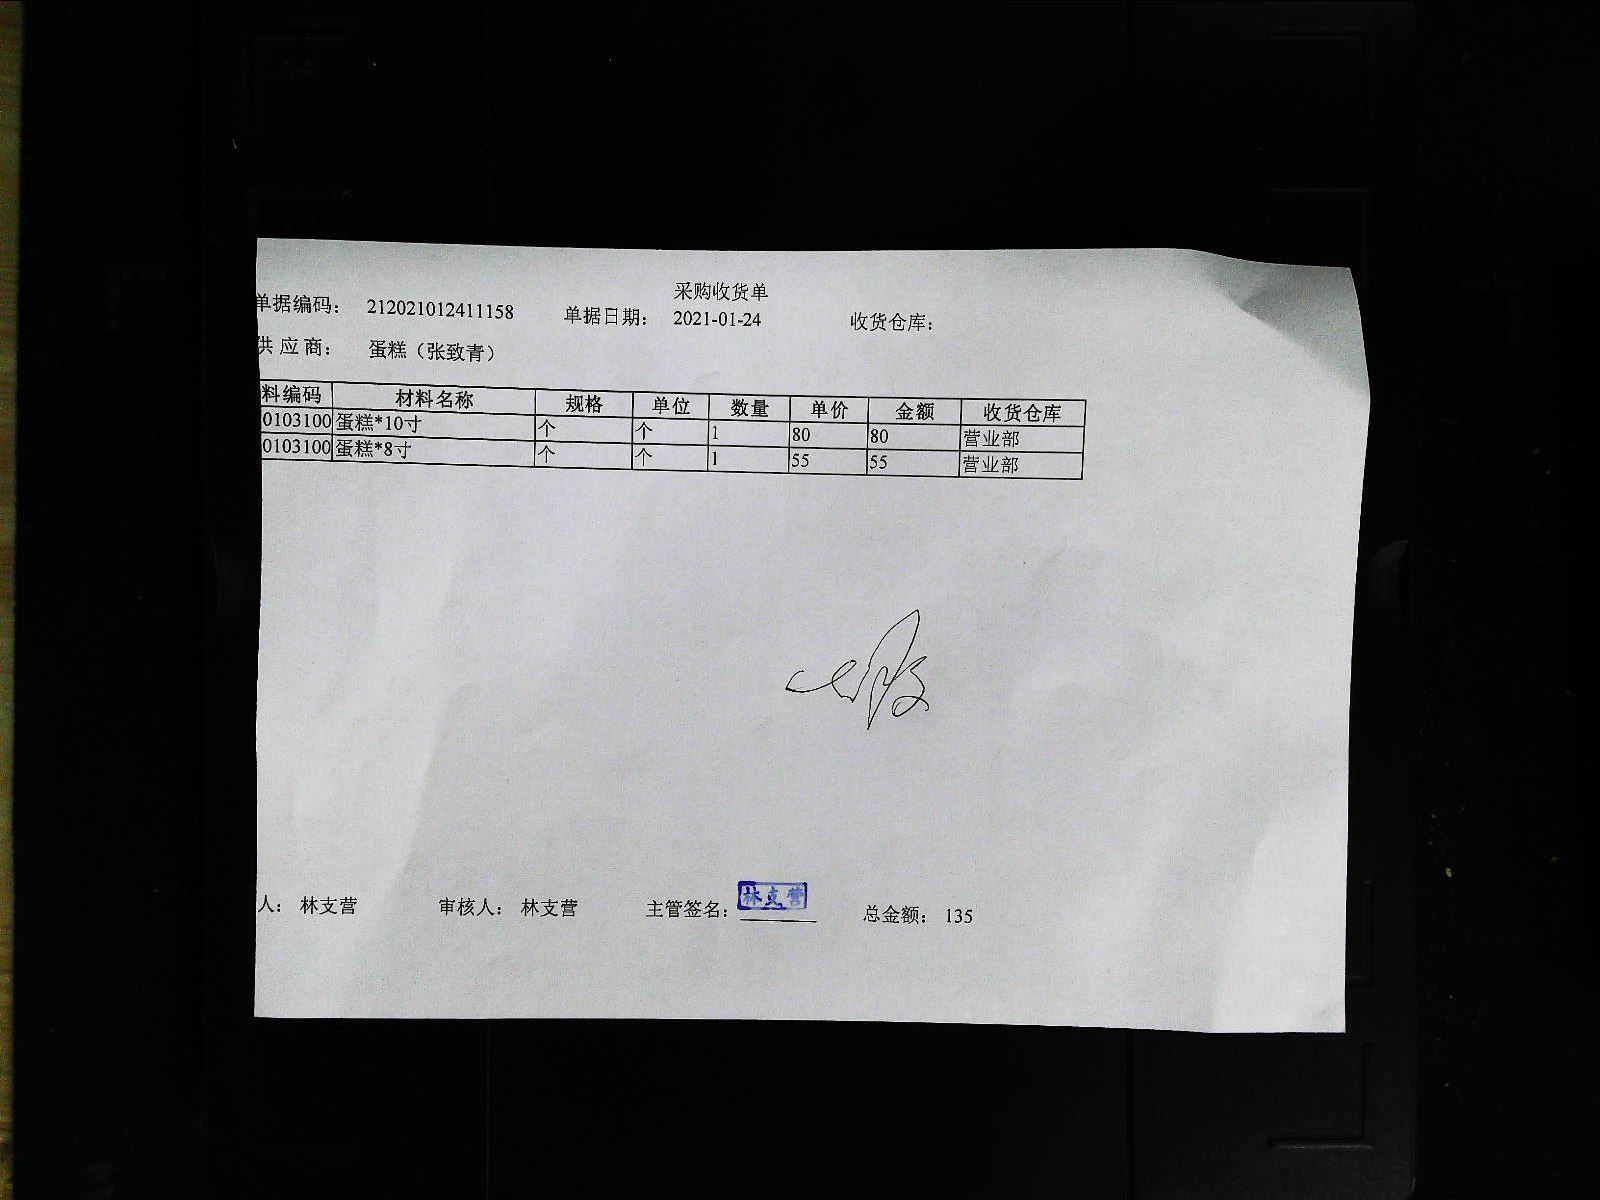 采购收货单
单据编码： 212021012411158 单据日期： 2021-01-24 收货仓库：
供应商： 蛋糕（张致青）
料编码 材料名称 规格 单位 数量 单价 金额 收货仓库
0103100 蛋糕*10寸 个 个 1 80 80 营业部
0103100 蛋糕*8寸 个 个 1 55 55 营业部
人： 林支营 审核人： 林支营 主管签名： 林支营 总金额： 135